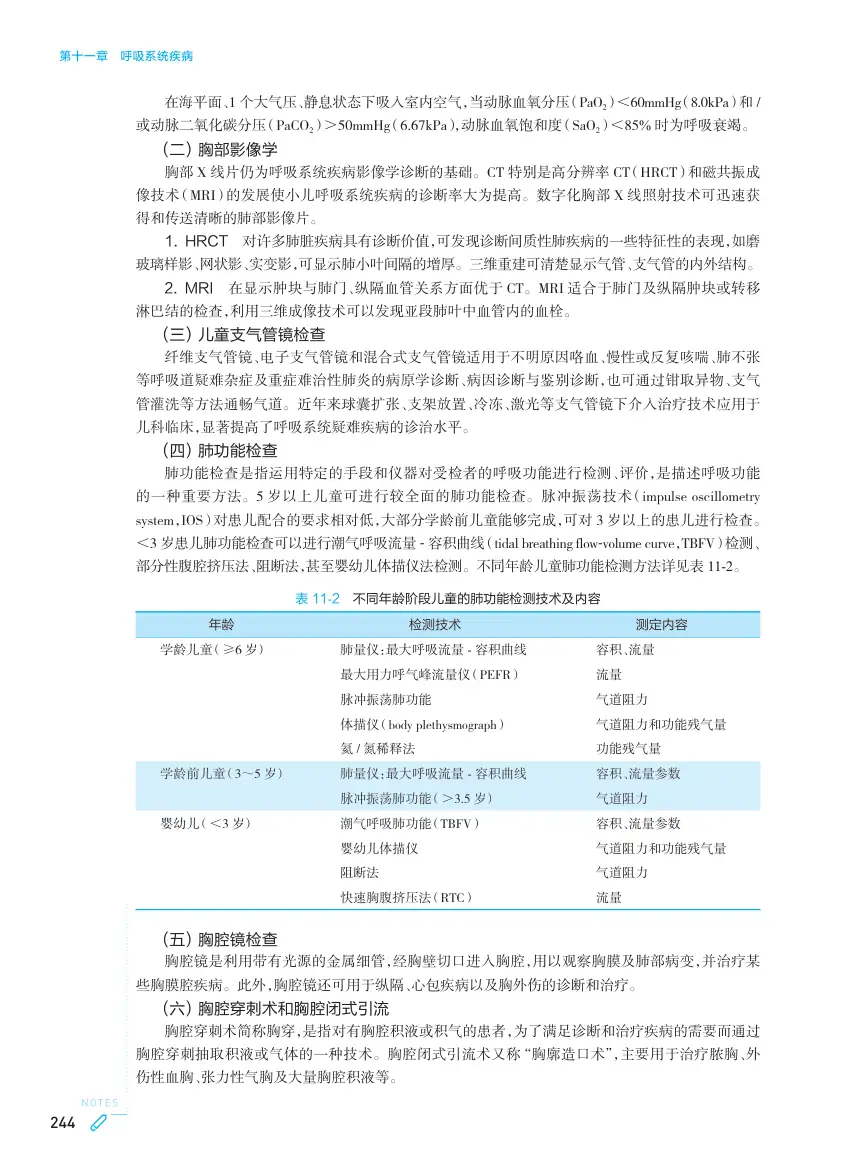 第十一章 呼吸系统疾病
在海平面、1 个大气压、静息状态下吸入室内空气,当动脉血氧分压(PaO₂)<60mmHg(8.0kPa)和 /
或动脉二氧化碳分压(PaCO₂)>50mmHg(6.67kPa),动脉血氧饱和度(SaO₂)<85% 时为呼吸衰竭。
(二)胸部影像学
胸部 X 线片仍为呼吸系统疾病影像学诊断的基础。CT 特别是高分辨率 CT(HRCT)和磁共振成
像技术(MRI)的发展使小儿呼吸系统疾病的诊断率大为提高。数字化胸部 X 线照射技术可迅速获
得和传送清晰的肺部影像片。
1. HRCT 对许多肺脏疾病具有诊断价值,可发现诊断间质性肺疾病的一些特征性的表现,如磨
玻璃样影、网状影、实变影,可显示肺小叶间隔的增厚。三维重建可清楚显示气管、支气管的内外结构。
2. MRI 在显示肿块与肺门、纵隔血管关系方面优于 CT。MRI 适合于肺门及纵隔肿块或转移
淋巴结的检查,利用三维成像技术可以发现亚段肺叶中血管内的血栓。
(三)儿童支气管镜检查
纤维支气管镜、电子支气管镜和混合式支气管镜适用于不明原因咯血、慢性或反复咳喘、肺不张
等呼吸道疑难杂症及重症难治性肺炎的病原学诊断、病因诊断与鉴别诊断,也可通过钳取异物、支气
管灌洗等方法通畅气道。近年来球囊扩张、支架放置、冷冻、激光等支气管镜下介入治疗技术应用于
儿科临床,显著提高了呼吸系统疑难疾病的诊治水平。
(四)肺功能检查
肺功能检查是指运用特定的手段和仪器对受检者的呼吸功能进行检测、评价,是描述呼吸功能
的一种重要方法。5 岁以上儿童可进行较全面的肺功能检查。脉冲振荡技术(impulse oscillometry
system,IOS)对患儿配合的要求相对低,大部分学龄前儿童能够完成,可对 3 岁以上的患儿进行检查。
<3 岁患儿肺功能检查可以进行潮气呼吸流量 - 容积曲线(tidal breathing flow-volume curve,TBFV)检测、
部分性腹腔挤压法、阻断法,甚至婴幼儿体描仪法检测。不同年龄儿童肺功能检测方法详见表 11-2。
表 11-2 不同年龄阶段儿童的肺功能检测技术及内容
年龄 检测技术 测定内容
学龄儿童(≥6 岁) 肺量仪:最大呼吸流量 - 容积曲线 容积、流量
最大用力呼气峰流量仪(PEFR) 流量
脉冲振荡肺功能 气道阻力
体描仪(body plethysmograph) 气道阻力和功能残气量
氦 / 氮稀释法 功能残气量
学龄前儿童(3~5 岁) 肺量仪:最大呼吸流量 - 容积曲线 容积、流量参数
脉冲振荡肺功能(>3.5 岁) 气道阻力
婴幼儿(<3 岁) 潮气呼吸肺功能(TBFV) 容积、流量参数
婴幼儿体描仪 气道阻力和功能残气量
阻断法 气道阻力
快速胸腹挤压法(RTC) 流量
(五)胸腔镜检查
胸腔镜是利用带有光源的金属细管,经胸壁切口进入胸腔,用以观察胸膜及肺部病变,并治疗某
些胸膜腔疾病。此外,胸腔镜还可用于纵隔、心包疾病以及胸外伤的诊断和治疗。
(六)胸腔穿刺术和胸腔闭式引流
胸腔穿刺术简称胸穿,是指对有胸腔积液或积气的患者,为了满足诊断和治疗疾病的需要而通过
胸腔穿刺抽取积液或气体的一种技术。胸腔闭式引流术又称“胸廓造口术”,主要用于治疗脓胸、外
伤性血胸、张力性气胸及大量胸腔积液等。
NOTES
244